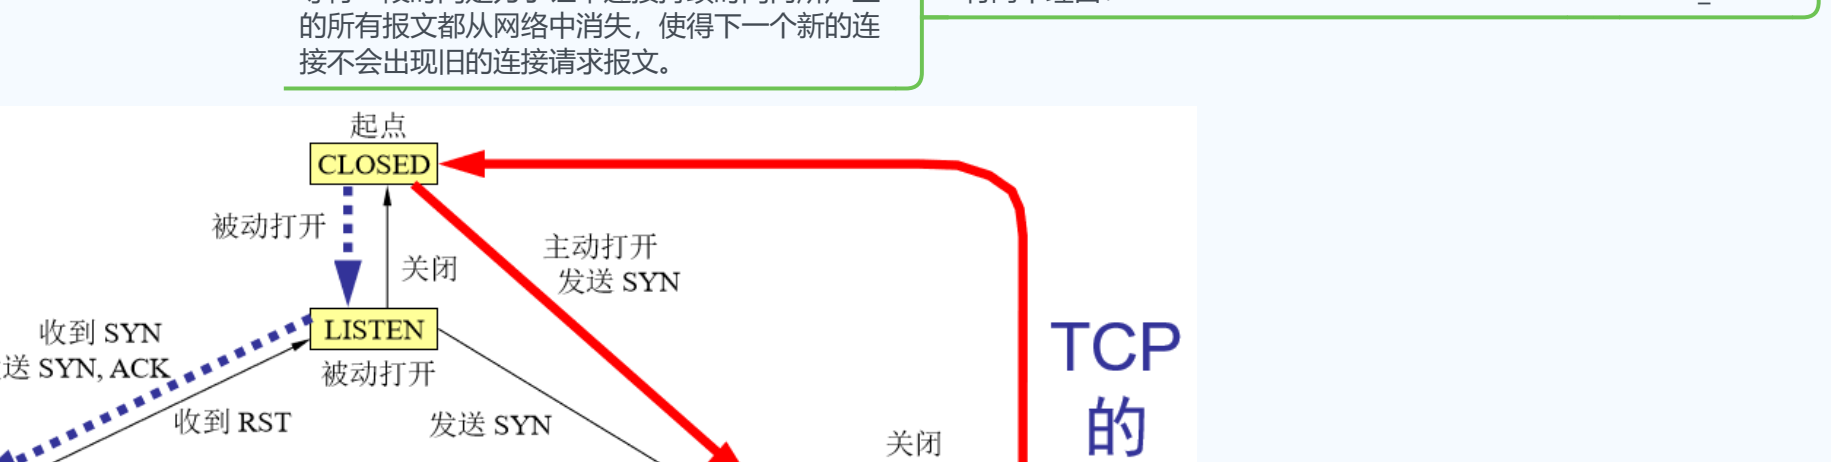 的所有报文都从网络中消失，使得下一个新的连
接不会出现旧的连接请求报文。
起点
CLOSED
被动打开
关闭
主动打开
发送 SYN
收到 SYN
送 SYN, ACK
LISTEN
被动打开
收到 RST
发送 SYN
关闭
TCP
的